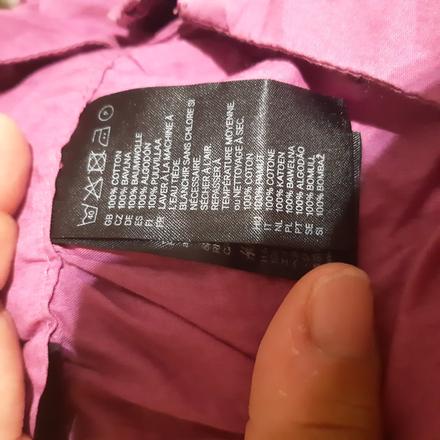 GB 100% COTTON
CZ 100% BAVLNA
DE 100% BAUMWOLLE
ES 100% ALGODÓN
FI 100% PUUVILLAA
FR LAVER À LA MACHINE À
L'EAU TIÈDE.
BLANCHIR SANS CHLORE SI
NÉCESSAIRE.
SÉCHER À L'AIR.
REPASSER À
TEMPÉRATURE MOYENNE.
NETTOYAGE À SEC.
100% COTON
HU 100% PAMUT
IT 100% COTONE
NL 100% KATOEN
PL 100% BAWEŁNA
PT 100% ALGODÃO
SE 100% BOMULL
SI 100% BOMBAŽ